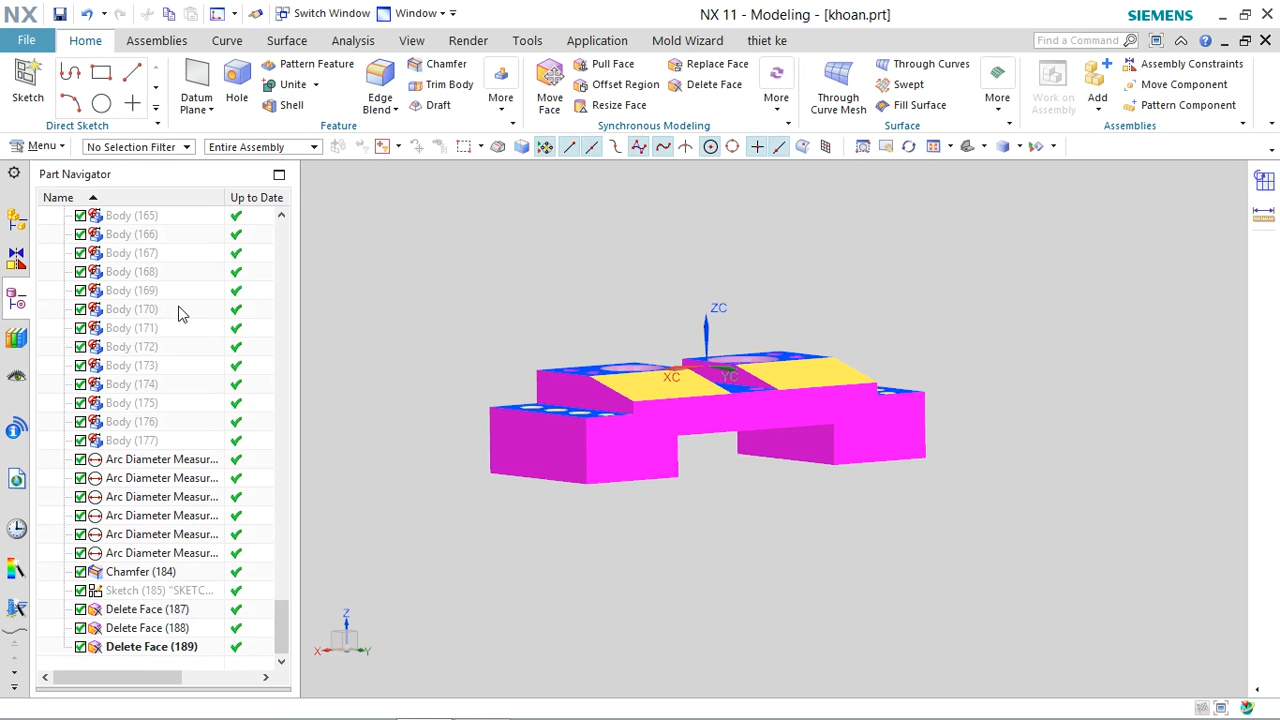 NX Switch Window Window NX 11 - Modeling - [khoan.prt] SIEMENS
File Home Assemblies Curve Surface Analysis View Render Tools Application Mold Wizard thiet ke Find a Command
Sketch
Direct Sketch
Datum Plane
Hole
Pattern Feature
Unite
Shell
Edge Blend
Chamfer
Trim Body
Draft
More
Feature
Move Face
Pull Face
Offset Region
Resize Face
Replace Face
Delete Face
More
Synchronous Modeling
Through Curve Mesh
Through Curves
Swept
Fill Surface
More
Surface
Work on Assembly
Add
Assembly Constraints
Move Component
Pattern Component
Assemblies
Menu No Selection Filter Entire Assembly
Part Navigator
Name Up to Date
Body (165)
Body (166)
Body (167)
Body (168)
Body (169)
Body (170)
Body (171)
Body (172)
Body (173)
Body (174)
Body (175)
Body (176)
Body (177)
Arc Diameter Measur...
Arc Diameter Measur...
Arc Diameter Measur...
Arc Diameter Measur...
Arc Diameter Measur...
Arc Diameter Measur...
Chamfer (184)
Sketch (185) "SKETC...
Delete Face (187)
Delete Face (188)
Delete Face (189)
ZC
XC YC
Z
X Y